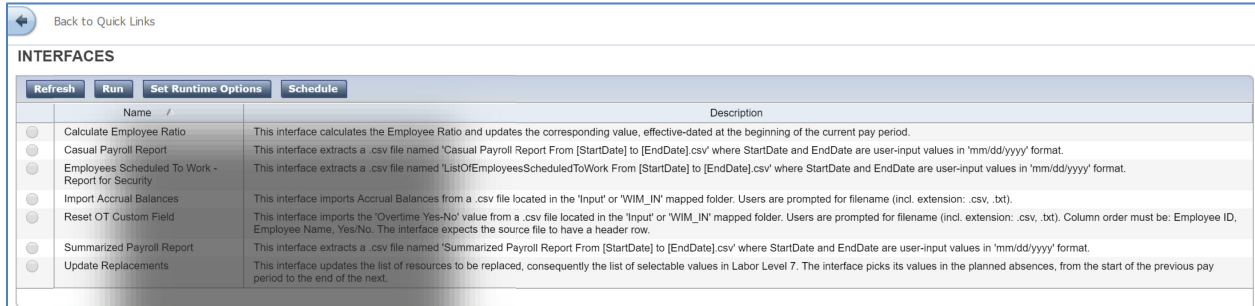 Back to Quick Links
INTERFACES
Refresh Run Set Runtime Options Schedule
Name Description
Calculate Employee Ratio This interface calculates the Employee Ratio and updates the corresponding value, effective-dated at the beginning of the current pay period.
Casual Payroll Report This interface extracts a .csv file named 'Casual Payroll Report From [StartDate] to [EndDate].csv' where StartDate and EndDate are user-input values in 'mm/dd/yyyy' format.
Employees Scheduled To Work - This interface extracts a .csv file named 'ListOfEmployeesScheduledToWork From [StartDate] to [EndDate].csv' where StartDate and EndDate are user-input values in 'mm/dd/yyyy' format.
Report for Security
Import Accrual Balances This interface imports Accrual Balances from a .csv file located in the 'Input' or 'WIM_IN' mapped folder. Users are prompted for filename (incl. extension: .csv, .txt).
Reset OT Custom Field This interface imports the 'Overtime Yes-No' value from a .csv file located in the 'Input' or 'WIM_IN' mapped folder. Users are prompted for filename (incl. extension: .csv, .txt). Column order must be: Employee ID,
Employee Name, Yes/No. The interface expects the source file to have a header row.
Summarized Payroll Report This interface extracts a .csv file named 'Summarized Payroll Report From [StartDate] to [EndDate].csv' where StartDate and EndDate are user-input values in 'mm/dd/yyyy' format.
Update Replacements This interface updates the list of resources to be replaced, consequently the list of selectable values in Labor Level 7. The interface picks its values in the planned absences, from the start of the previous pay
period to the end of the next.